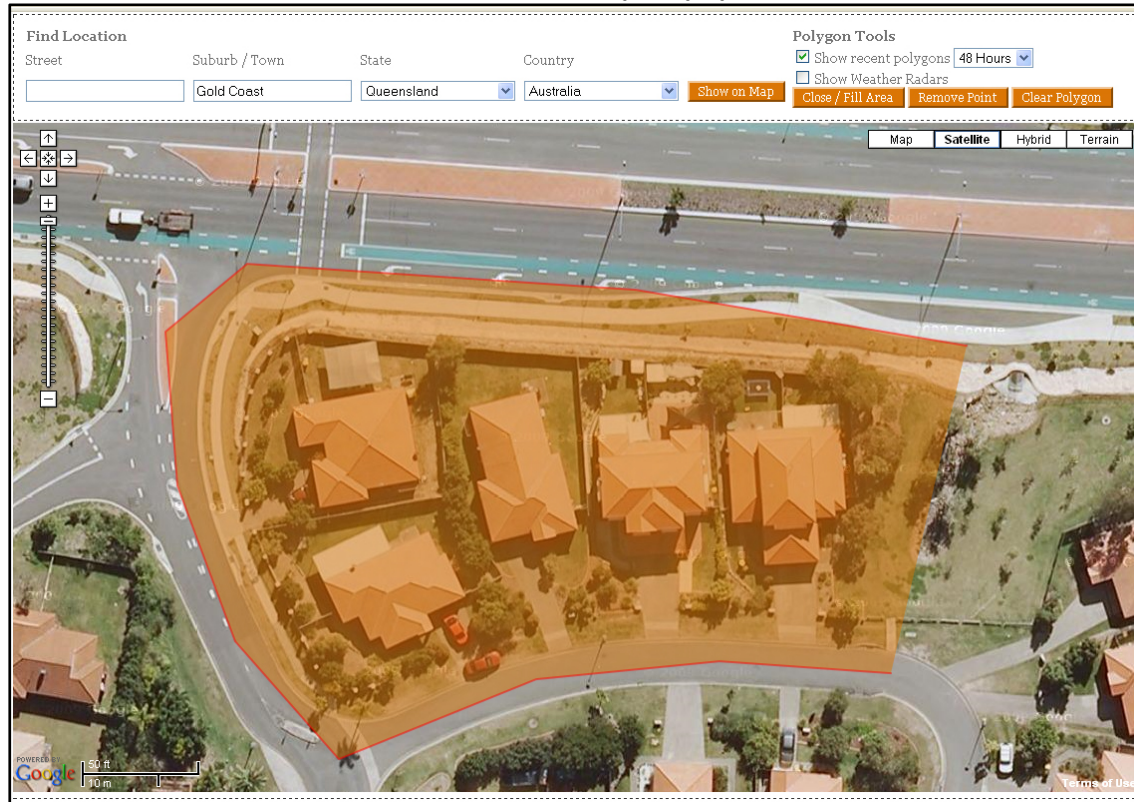 Find Location
Polygon Tools
Street
Suburb / Town
State
Country
Show recent polygons
48 Hours
Show Weather Radars
Gold Coast
Queensland
Australia
Show on Map
Close / Fill Area
Remove Point
Clear Polygon
Map
Satellite
Hybrid
Terrain
2009 Google
POWERED BY
Google
50 ft
10 m
Terms of Use